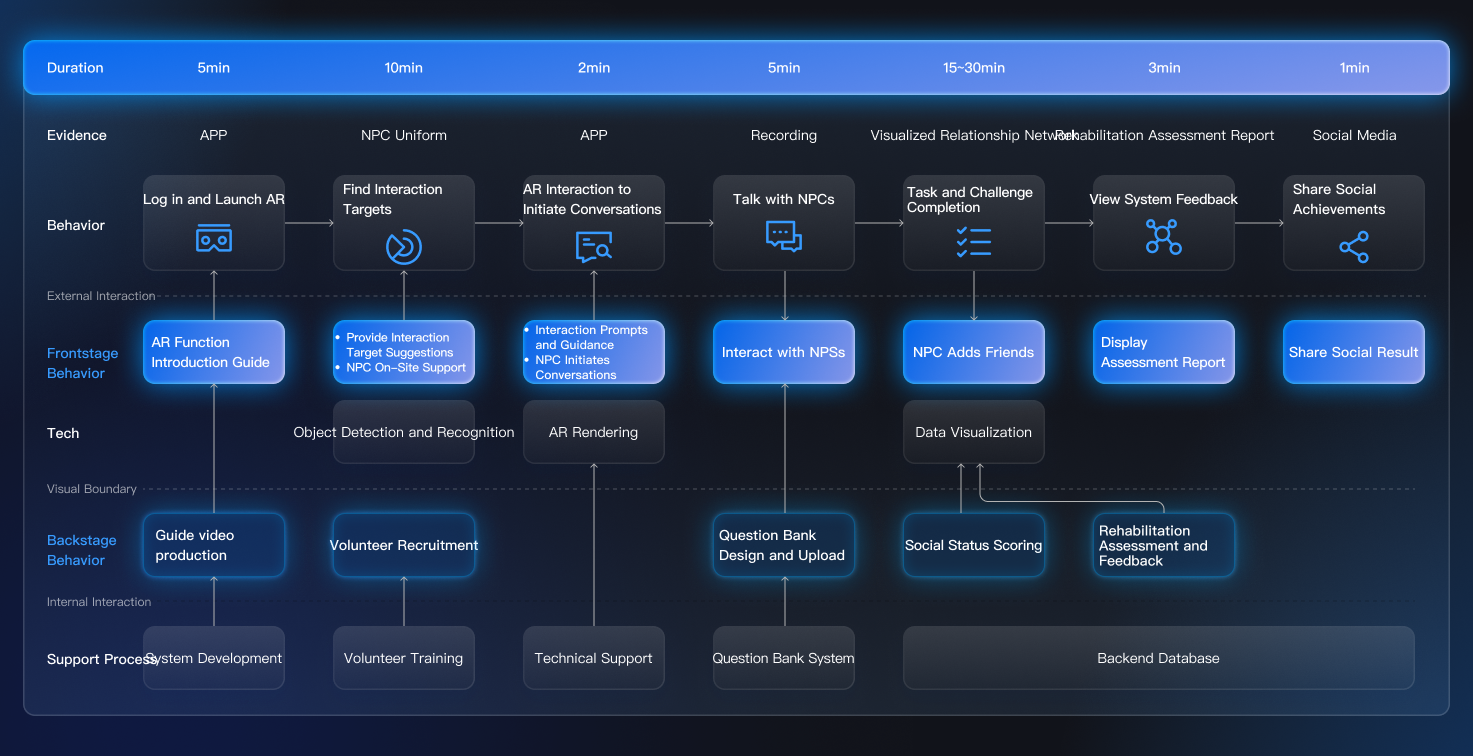 Duration 5min 10min 2min 5min 15~30min 3min 1min
Evidence APP NPC Uniform APP Recording Visualized Relationship Network Rehabilitation Assessment Report Social Media
Behavior
Log in and Launch AR
Find Interaction
Targets
AR Interaction to
Initiate Conversations
Talk with NPCs
Task and Challenge
Completion
View System Feedback
Share Social
Achievements
External Interaction
Frontstage
Behavior
AR Function
Introduction Guide
• Provide Interaction
Target Suggestions
• NPC On-Site Support
• Interaction Prompts
and Guidance
• NPC Initiates
Conversations
Interact with NPSs
NPC Adds Friends
Display
Assessment Report
Share Social Result
Tech
Object Detection and Recognition
AR Rendering
Data Visualization
Visual Boundary
Backstage
Behavior
Guide video
production
Volunteer Recruitment
Question Bank
Design and Upload
Social Status Scoring
Rehabilitation
Assessment and
Feedback
Internal Interaction
Support Process
System Development
Volunteer Training
Technical Support
Question Bank System
Backend Database